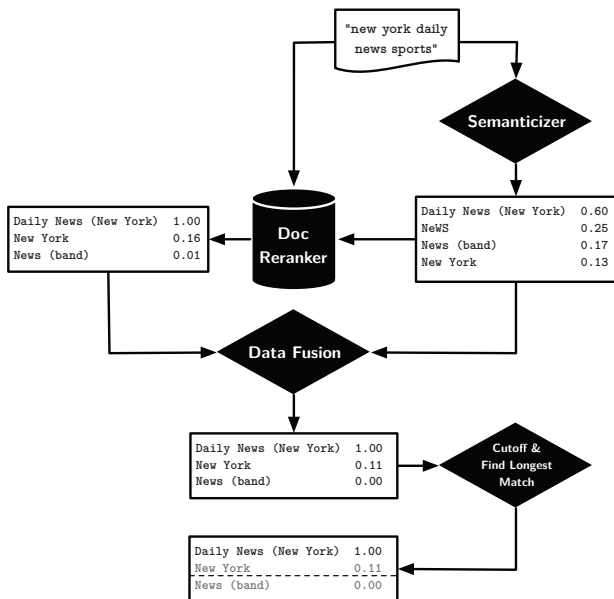 "new york daily
news sports"
Semanticizer
Daily News (New York) 1.00
New York 0.16
News (band) 0.01
Doc
Reranker
Daily News (New York) 0.60
NeWS 0.25
News (band) 0.17
New York 0.13
Data Fusion
Daily News (New York) 1.00
New York 0.11
News (band) 0.00
Cutoff &
Find Longest
Match
Daily News (New York) 1.00
New York 0.11
News (band) 0.00